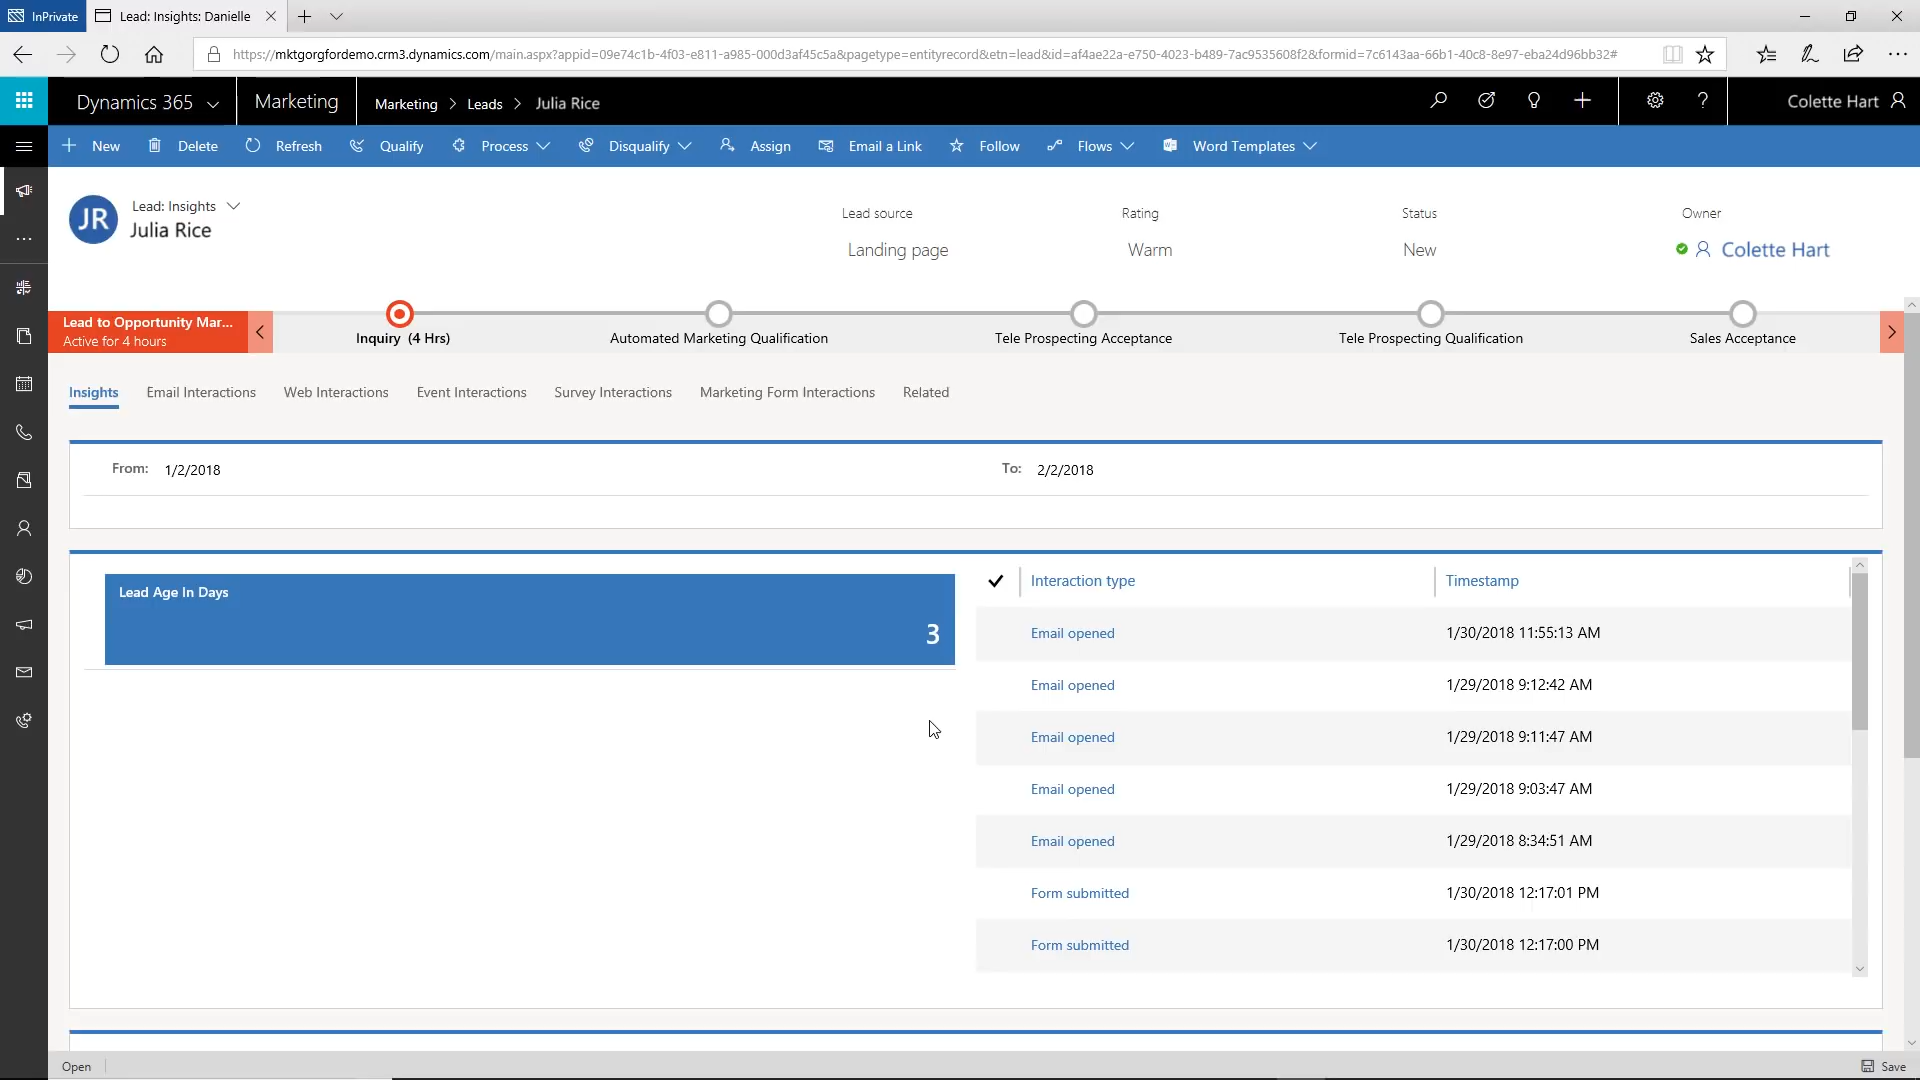 InPrivate
Lead: Insights: Danielle
https://mktgorgfordemo.crm3.dynamics.com/main.aspx?appid=09e74c1b-4f03-e811-a985-000d3af45c5a&pagetype=entityrecord&etn=lead&id=af4ae22a-e750-4023-b489-7ac9535608f2&formid=7c6143aa-66b1-40c8-8e97-eba24d96bb32#
Dynamics 365 Marketing Marketing > Leads > Julia Rice Colette Hart
New Delete Refresh Qualify Process Disqualify Assign Email a Link Follow Flows Word Templates
JR
Lead: Insights
Julia Rice
Lead source Rating Status Owner
Landing page Warm New Colette Hart
Lead to Opportunity Mar...
Active for 4 hours
Inquiry (4 Hrs) Automated Marketing Qualification Tele Prospecting Acceptance Tele Prospecting Qualification Sales Acceptance
Insights Email Interactions Web Interactions Event Interactions Survey Interactions Marketing Form Interactions Related
From: 1/2/2018 To: 2/2/2018
Lead Age In Days
3
Interaction type Timestamp
Email opened 1/30/2018 11:55:13 AM
Email opened 1/29/2018 9:12:42 AM
Email opened 1/29/2018 9:11:47 AM
Email opened 1/29/2018 9:03:47 AM
Email opened 1/29/2018 8:34:51 AM
Form submitted 1/30/2018 12:17:01 PM
Form submitted 1/30/2018 12:17:00 PM
Open Save